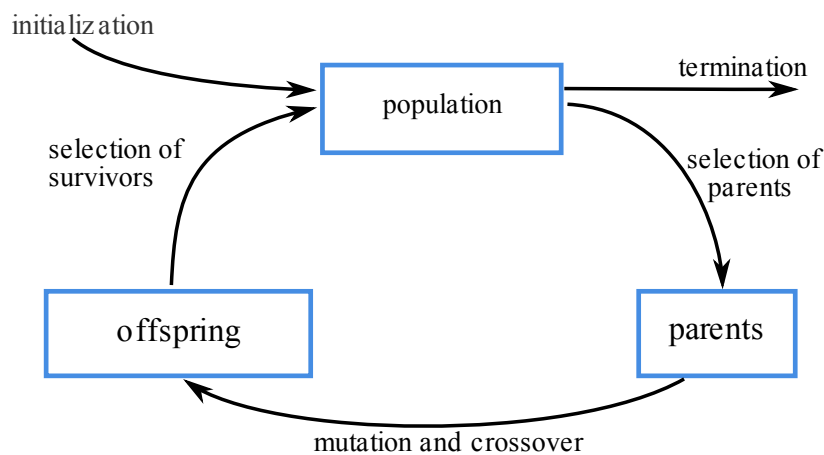 initialization
termination
population
selection of
survivors
selection of
parents
offspring
parents
mutation and crossover